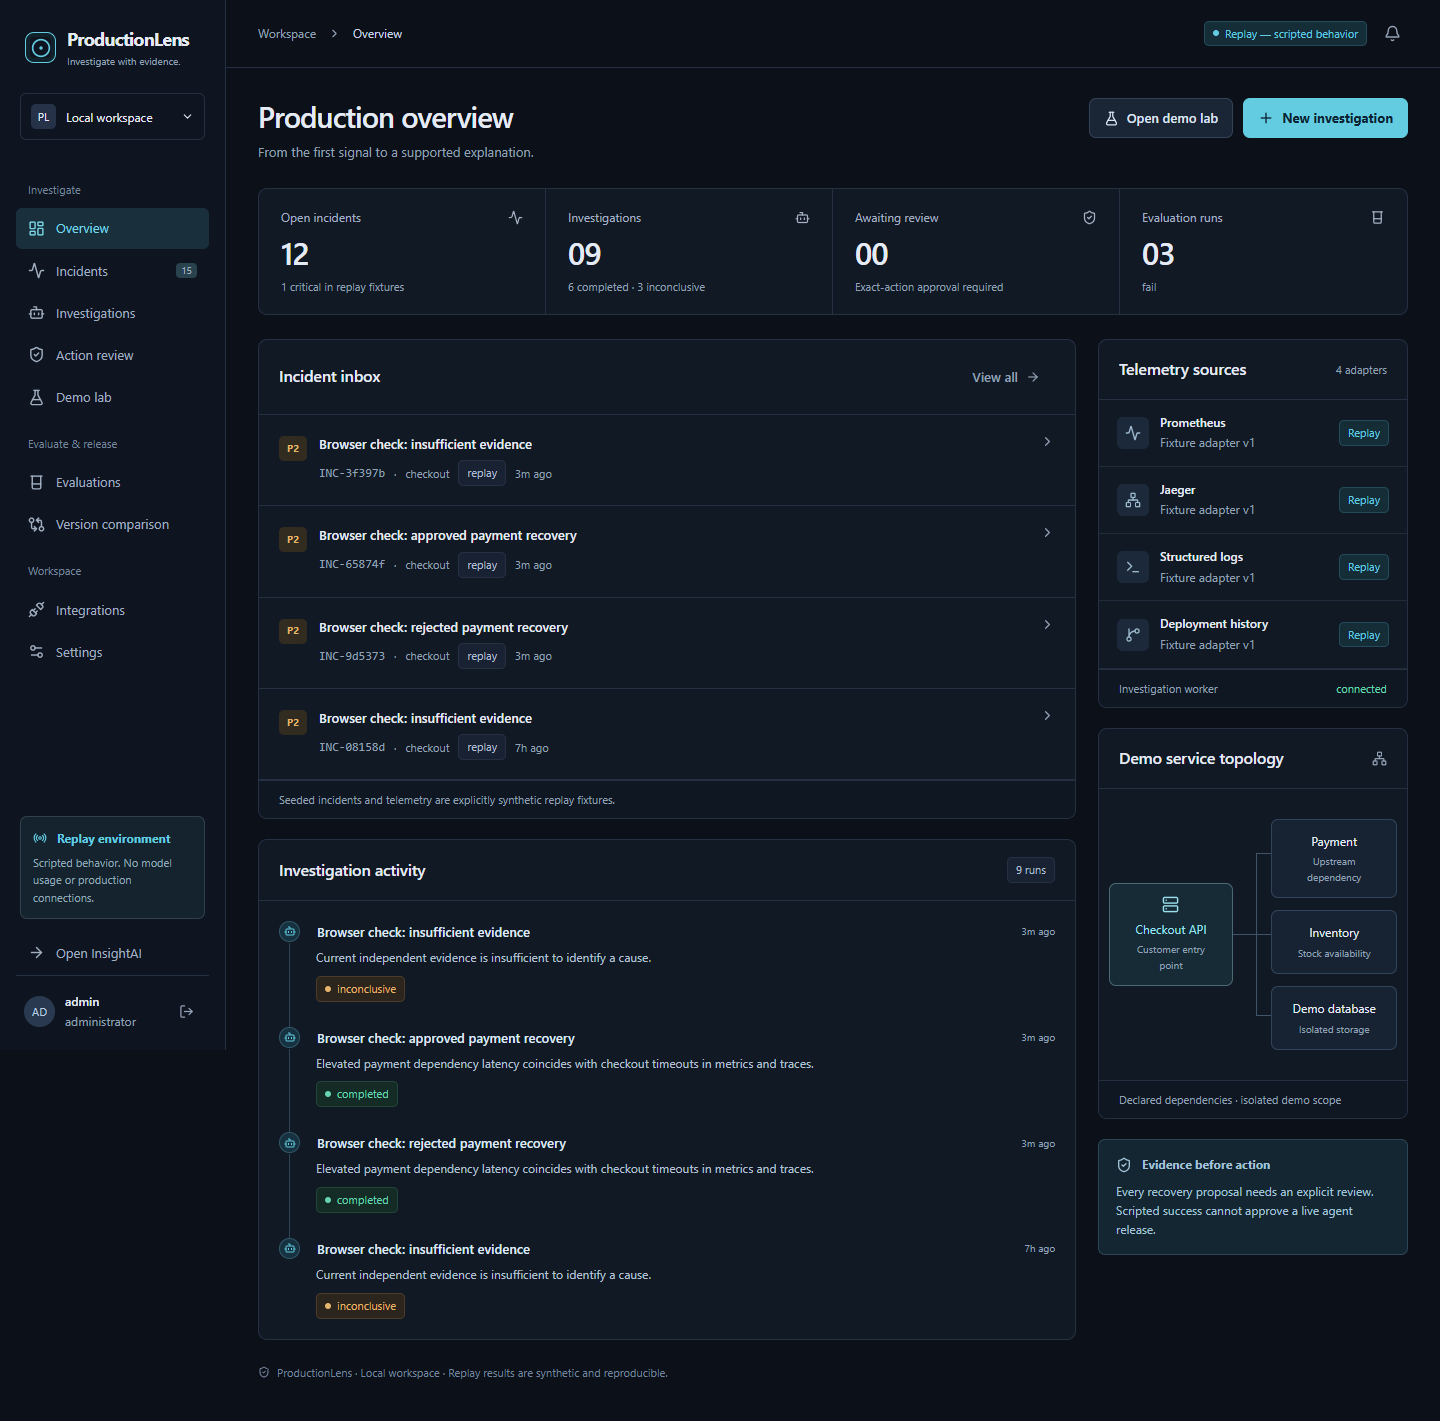 ProductionLens
Investigate with evidence.
PL
Local workspace
Investigate
Overview
Incidents
15
Investigations
Action review
Demo lab
Evaluate & release
Evaluations
Version comparison
Workspace
Integrations
Settings
Replay environment
Scripted behavior. No model
usage or production
connections.
Open InsightAI
AD
admin
administrator
Workspace
Overview
Replay — scripted behavior
Production overview
From the first signal to a supported explanation.
Open demo lab
New investigation
Open incidents
12
1 critical in replay fixtures
Investigations
09
6 completed · 3 inconclusive
Awaiting review
00
Exact-action approval required
Evaluation runs
03
fail
Incident inbox
View all
P2
Browser check: insufficient evidence
INC-3f397b · checkout replay 3m ago
P2
Browser check: approved payment recovery
INC-65874f · checkout replay 3m ago
P2
Browser check: rejected payment recovery
INC-9d5373 · checkout replay 3m ago
P2
Browser check: insufficient evidence
INC-08158d · checkout replay 7h ago
Seeded incidents and telemetry are explicitly synthetic replay fixtures.
Investigation activity
9 runs
Browser check: insufficient evidence
3m ago
Current independent evidence is insufficient to identify a cause.
inconclusive
Browser check: approved payment recovery
3m ago
Elevated payment dependency latency coincides with checkout timeouts in metrics and traces.
completed
Browser check: rejected payment recovery
3m ago
Elevated payment dependency latency coincides with checkout timeouts in metrics and traces.
completed
Browser check: insufficient evidence
7h ago
Current independent evidence is insufficient to identify a cause.
inconclusive
Telemetry sources
4 adapters
Prometheus
Fixture adapter v1
Replay
Jaeger
Fixture adapter v1
Replay
Structured logs
Fixture adapter v1
Replay
Deployment history
Fixture adapter v1
Replay
Investigation worker
connected
Demo service topology
Checkout API
Customer entry
point
Payment
Upstream
dependency
Inventory
Stock availability
Demo database
Isolated storage
Declared dependencies · isolated demo scope
Evidence before action
Every recovery proposal needs an explicit review.
Scripted success cannot approve a live agent
release.
ProductionLens · Local workspace · Replay results are synthetic and reproducible.